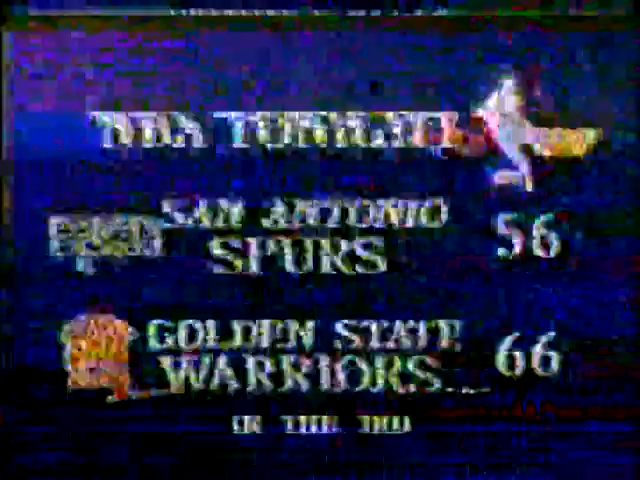 NBA TONIGHT
SAN ANTONIO
SPURS 56
GOLDEN STATE
WARRIORS... 66
IN THE 3RD